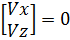 [Vx
Vz] = 0